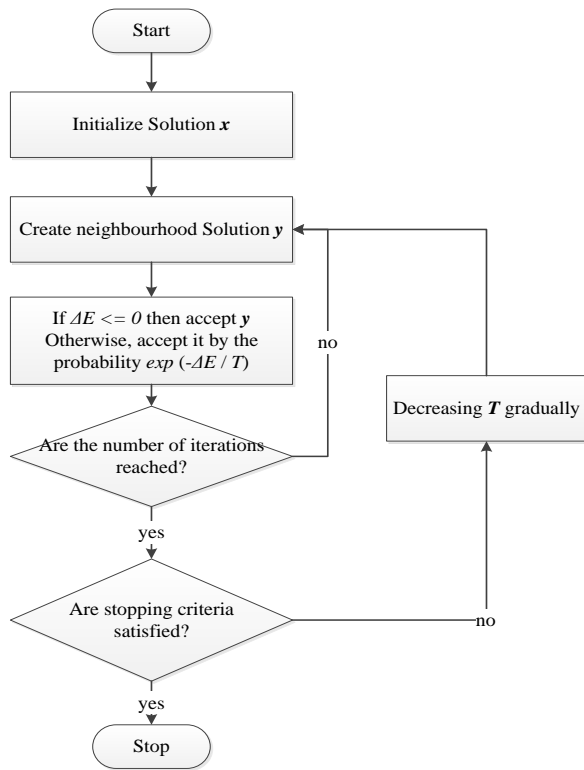 Start
Initialize Solution x
Create neighbourhood Solution y
If ΔE <= 0 then accept y
Otherwise, accept it by the
probability exp (-ΔE / T)
no
Decreasing T gradually
Are the number of iterations
reached?
yes
Are stopping criteria
satisfied?
no
yes
Stop